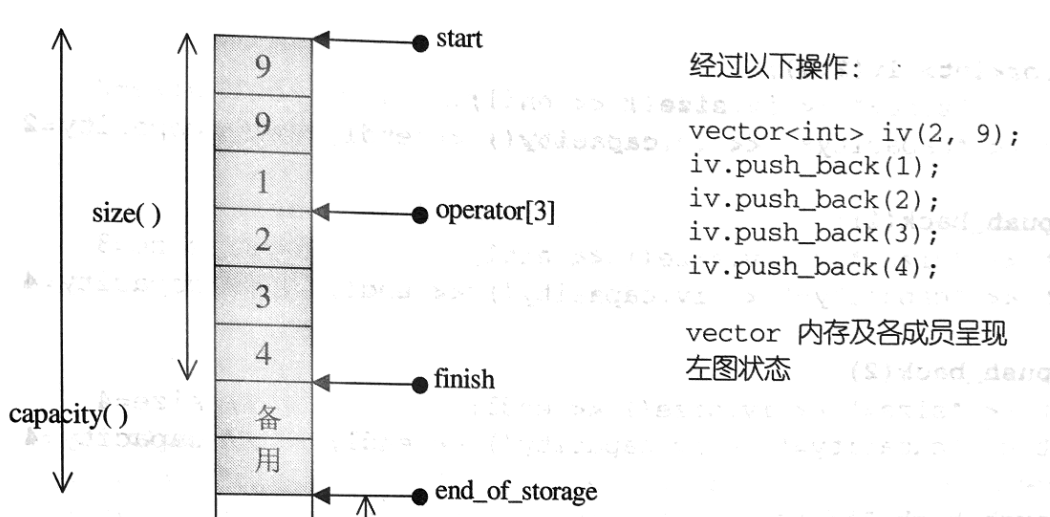 start
9
经过以下操作：
9
vector<int> iv(2, 9);
iv.push_back(1);
1
iv.push_back(2);
size( )
operator[3]
2
iv.push_back(3);
iv.push_back(4);
3
4
vector 内存及各成员呈现
左图状态
finish
capacity( )
备
用
end_of_storage